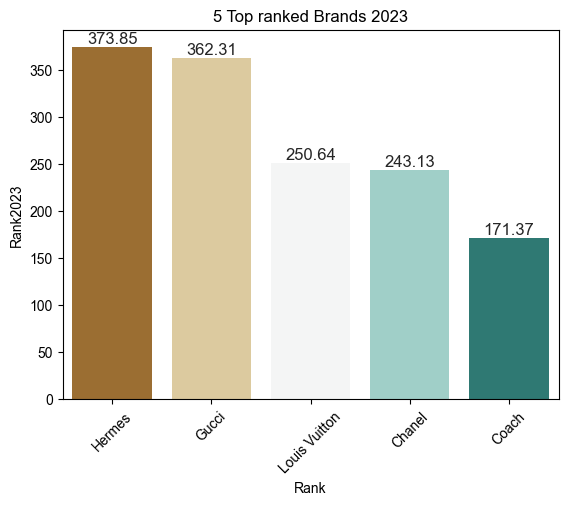 5 Top ranked Brands 2023
373.85
362.31
250.64
243.13
171.37
Rank2023
350
300
250
200
150
100
50
0
Hermes
Gucci
Louis Vuitton
Chanel
Coach
Rank